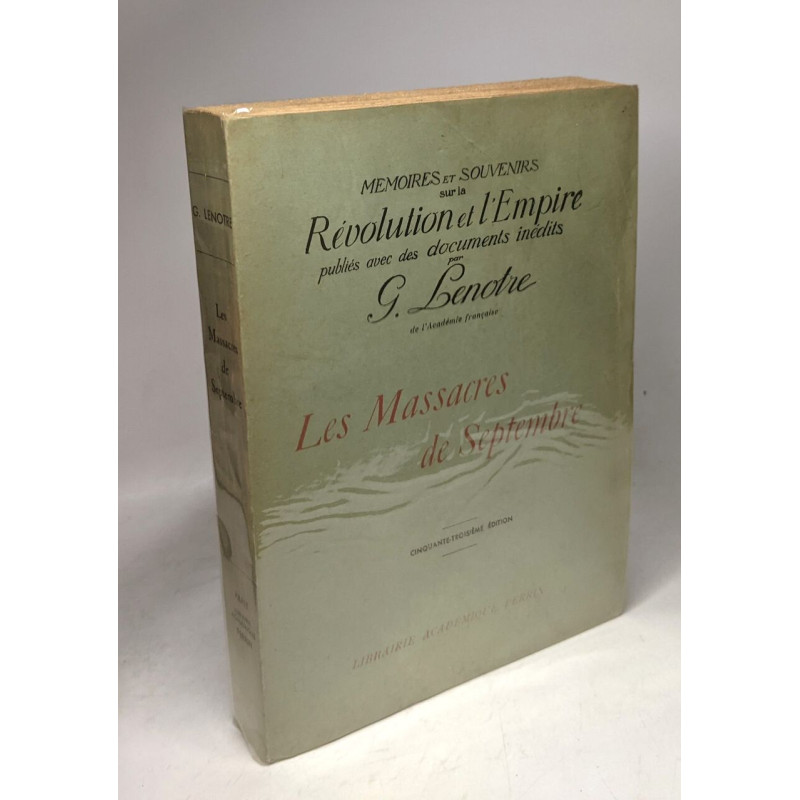 MEMOIRES ET SOUVENIRS
sur la
Révolution et l'Empire
publiés avec des documents inédits
par
G. Lenotre
de l'Académie française
Les Massacres
de Septembre
CINQUANTE-TROISIÈME ÉDITION
LIBRAIRIE ACADEMIQUE PERRIN
G. LENOTRE
Les
Massacres
de
Septembre